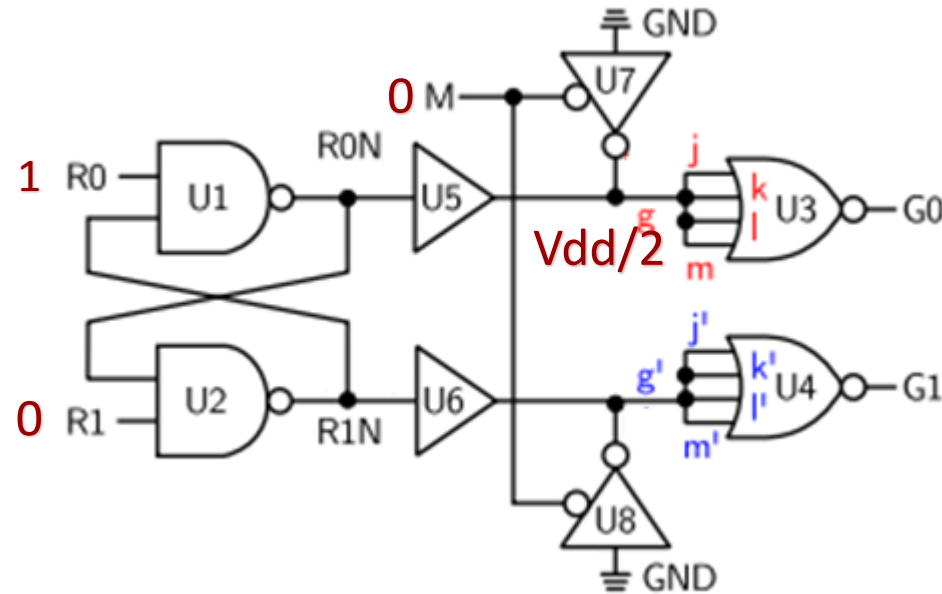 GND
U7
0 M
R0N
j
1 R0
U1
U5
k
U3
G0
g
l
Vdd/2
m
j'
g'
k'
U4
G1
U2
U6
l'
0 R1
R1N
m'
U8
GND